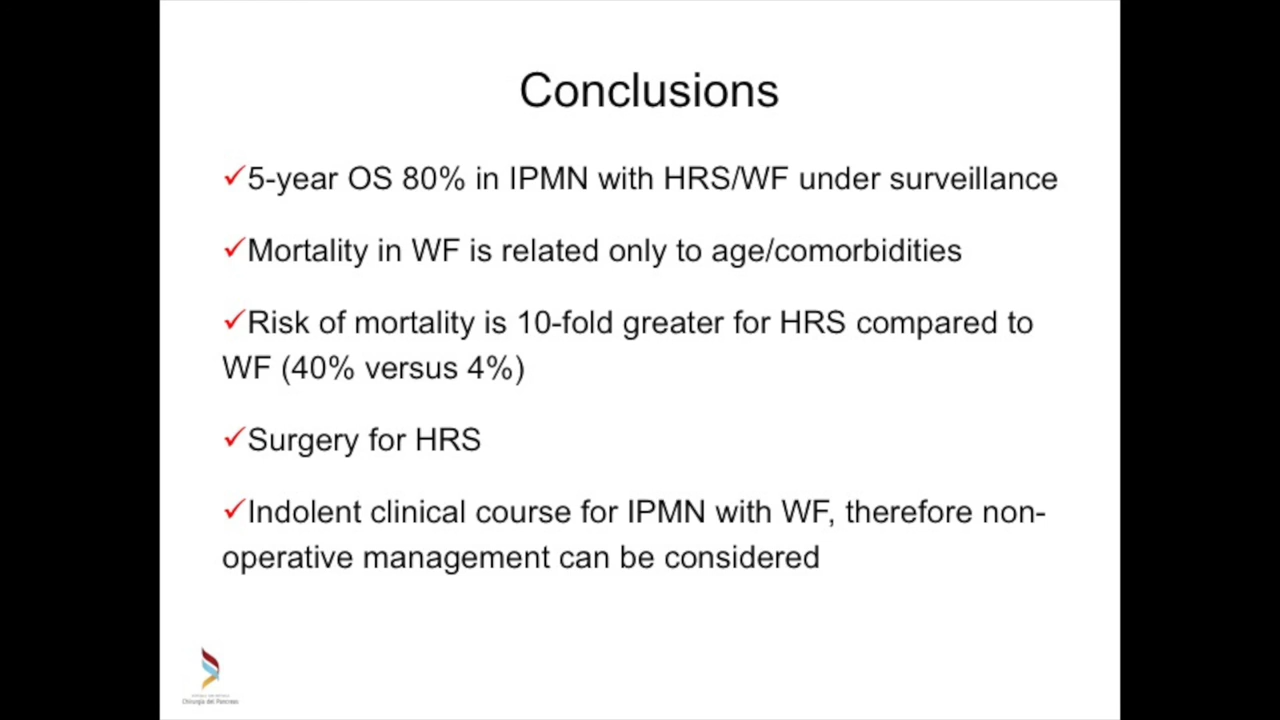 Conclusions
✓5-year OS 80% in IPMN with HRS/WF under surveillance
✓Mortality in WF is related only to age/comorbidities
✓Risk of mortality is 10-fold greater for HRS compared to
WF (40% versus 4%)
✓Surgery for HRS
✓Indolent clinical course for IPMN with WF, therefore non-
operative management can be considered
Chirurgia del Pancreas